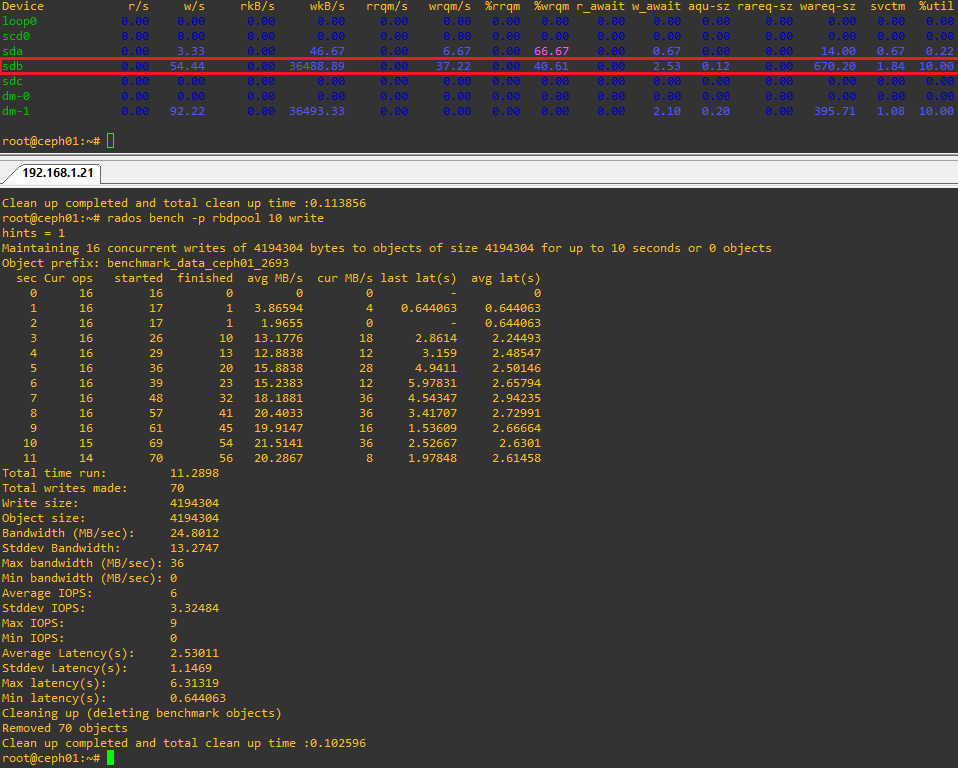 Device r/s w/s rkB/s wkB/s rrqm/s wrqm/s %rrqm %wrqm r_await w_await aqu-sz rareq-sz wareq-sz svctm %util
loop0 0.00 0.00 0.00 0.00 0.00 0.00 0.00 0.00 0.00 0.00 0.00 0.00 0.00 0.00 0.00
scd0 0.00 0.00 0.00 0.00 0.00 0.00 0.00 0.00 0.00 0.00 0.00 0.00 0.00 0.00 0.00
sda 0.00 3.33 0.00 46.67 0.00 6.67 0.00 66.67 0.00 0.67 0.00 0.00 14.00 0.67 0.22
sdb 0.00 54.44 0.00 36488.89 0.00 37.22 0.00 40.61 0.00 2.53 0.12 0.00 670.20 1.84 10.00
sdc 0.00 0.00 0.00 0.00 0.00 0.00 0.00 0.00 0.00 0.00 0.00 0.00 0.00 0.00 0.00
dm-0 0.00 0.00 0.00 0.00 0.00 0.00 0.00 0.00 0.00 0.00 0.00 0.00 0.00 0.00 0.00
dm-1 0.00 92.22 0.00 36493.33 0.00 0.00 0.00 0.00 0.00 2.10 0.20 0.00 395.71 1.08 10.00
root@ceph01:~#
192.168.1.21
Clean up completed and total clean up time :0.113856
root@ceph01:~# rados bench -p rbdpool 10 write
hints = 1
Maintaining 16 concurrent writes of 4194304 bytes to objects of size 4194304 for up to 10 seconds or 0 objects
Object prefix: benchmark_data_ceph01_2693
sec Cur ops started finished avg MB/s cur MB/s last lat(s) avg lat(s)
0 16 16 0 0 0 - 0
1 16 17 1 3.86594 4 0.644063 0.644063
2 16 17 1 1.9655 0 - 0.644063
3 16 26 10 13.1776 18 2.8614 2.24493
4 16 29 13 12.8838 12 3.159 2.48547
5 16 36 20 15.8838 28 4.9411 2.50146
6 16 39 23 15.2383 12 5.97831 2.65794
7 16 48 32 18.1881 36 4.54347 2.94235
8 16 57 41 20.4033 36 3.41707 2.72991
9 16 61 45 19.9147 16 1.53609 2.66664
10 15 69 54 21.5141 36 2.52667 2.6301
11 14 70 56 20.2867 8 1.97848 2.61458
Total time run: 11.2898
Total writes made: 70
Write size: 4194304
Object size: 4194304
Bandwidth (MB/sec): 24.8012
Stddev Bandwidth: 13.2747
Max bandwidth (MB/sec): 36
Min bandwidth (MB/sec): 0
Average IOPS: 6
Stddev IOPS: 3.32484
Max IOPS: 9
Min IOPS: 0
Average Latency(s): 2.53011
Stddev Latency(s): 1.1469
Max latency(s): 6.31319
Min latency(s): 0.644063
Cleaning up (deleting benchmark objects)
Removed 70 objects
Clean up completed and total clean up time :0.102596
root@ceph01:~#